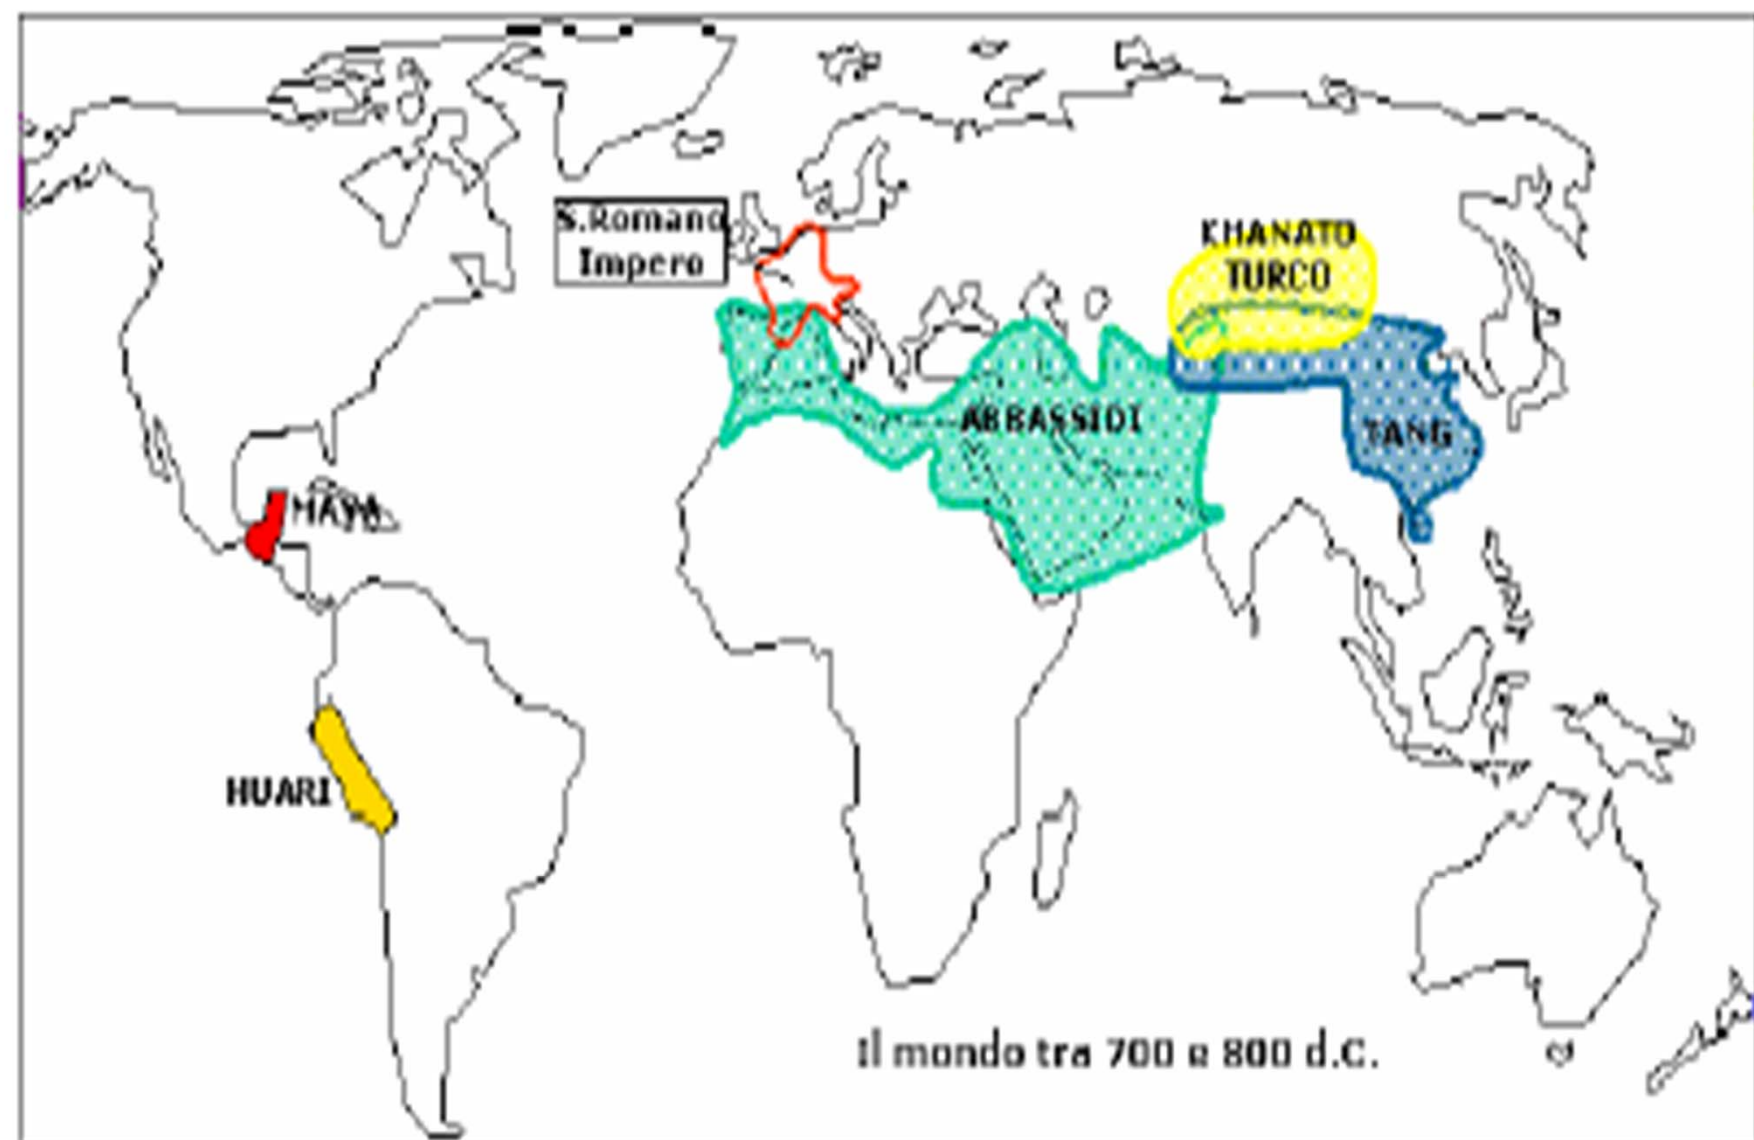 S.Romano
Impero
KHANATO
TURCO
ABBASSIDI
TANG
MAYA
HUARI
Il mondo tra 700 e 800 d.C.